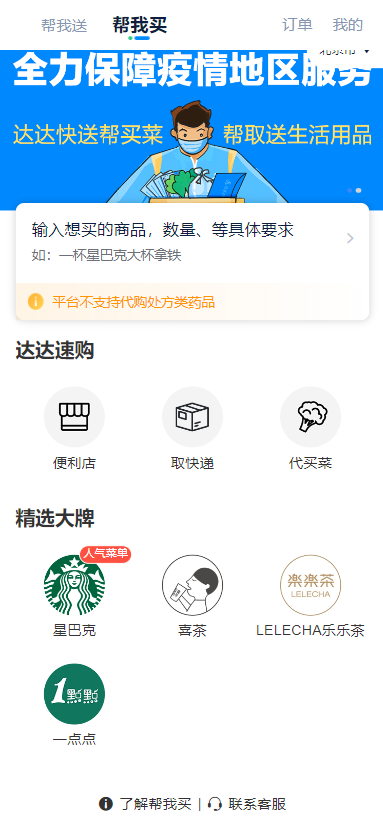 帮我送 帮我买 订单 我的
北京市
全力保障疫情地区服务
达达快送帮买菜 帮取送生活用品
输入想买的商品，数量、等具体要求
如：一杯星巴克大杯拿铁
平台不支持代购处方类药品
达达速购
便利店 取快递 代买菜
精选大牌
人气菜单
楽楽茶
LELECHA
星巴克 喜茶 LELECHA乐乐茶
1點點
一点点
了解帮我买 | 联系客服